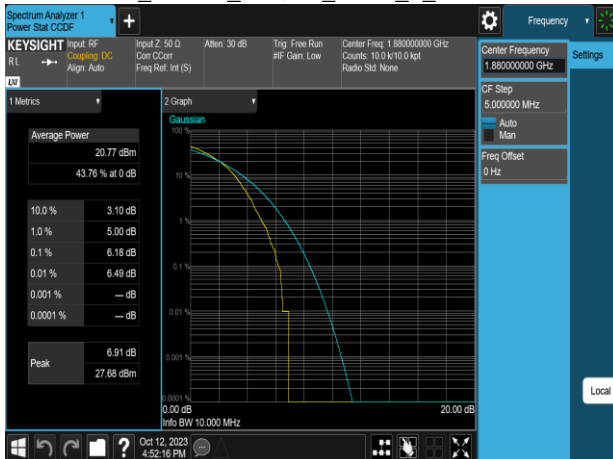 Spectrum Analyzer 1
Power Stat CCDF
Frequency
KEYSIGHT
RL
LXI
Input: RF
Coupling: DC
Align: Auto
Input Z: 50 Ω
Corr CCorr
Freq Ref: Int (S)
Atten: 30 dB
Trig: Free Run
#IF Gain: Low
Center Freq: 1.880000000 GHz
Counts: 10.0 k/10.0 kpt
Radio Std: None
Center Frequency
1.880000000 GHz
Settings
CF Step
5.000000 MHz
Auto
Man
Freq Offset
0 Hz
Local
1 Metrics
Average Power
20.77 dBm
43.76 % at 0 dB
10.0 % 3.10 dB
1.0 % 5.00 dB
0.1 % 6.18 dB
0.01 % 6.49 dB
0.001 % --- dB
0.0001 % --- dB
Peak
6.91 dB
27.68 dBm
2 Graph
Gaussian
100 %
10 %
1 %
0.1 %
0.01 %
0.001 %
0.0001 %
0.00 dB
20.00 dB
Info BW 10.000 MHz
?
Oct 12, 2023
4:52:16 PM